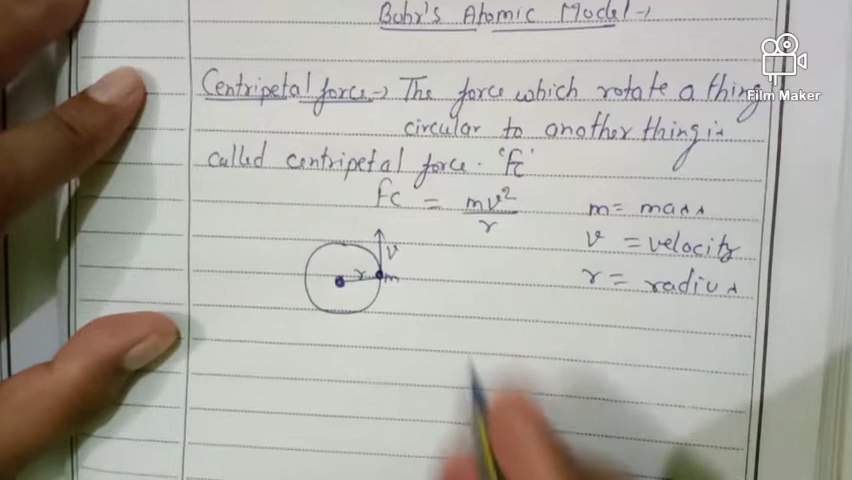 Bohr's Atomic Model -
Centripetal force → The force which rotate a thing
circular to another thing is
called centripetal force. 'Fc'
Fc = mv²/r
m = mass
v = velocity
r = radius
v
r m
Film Maker